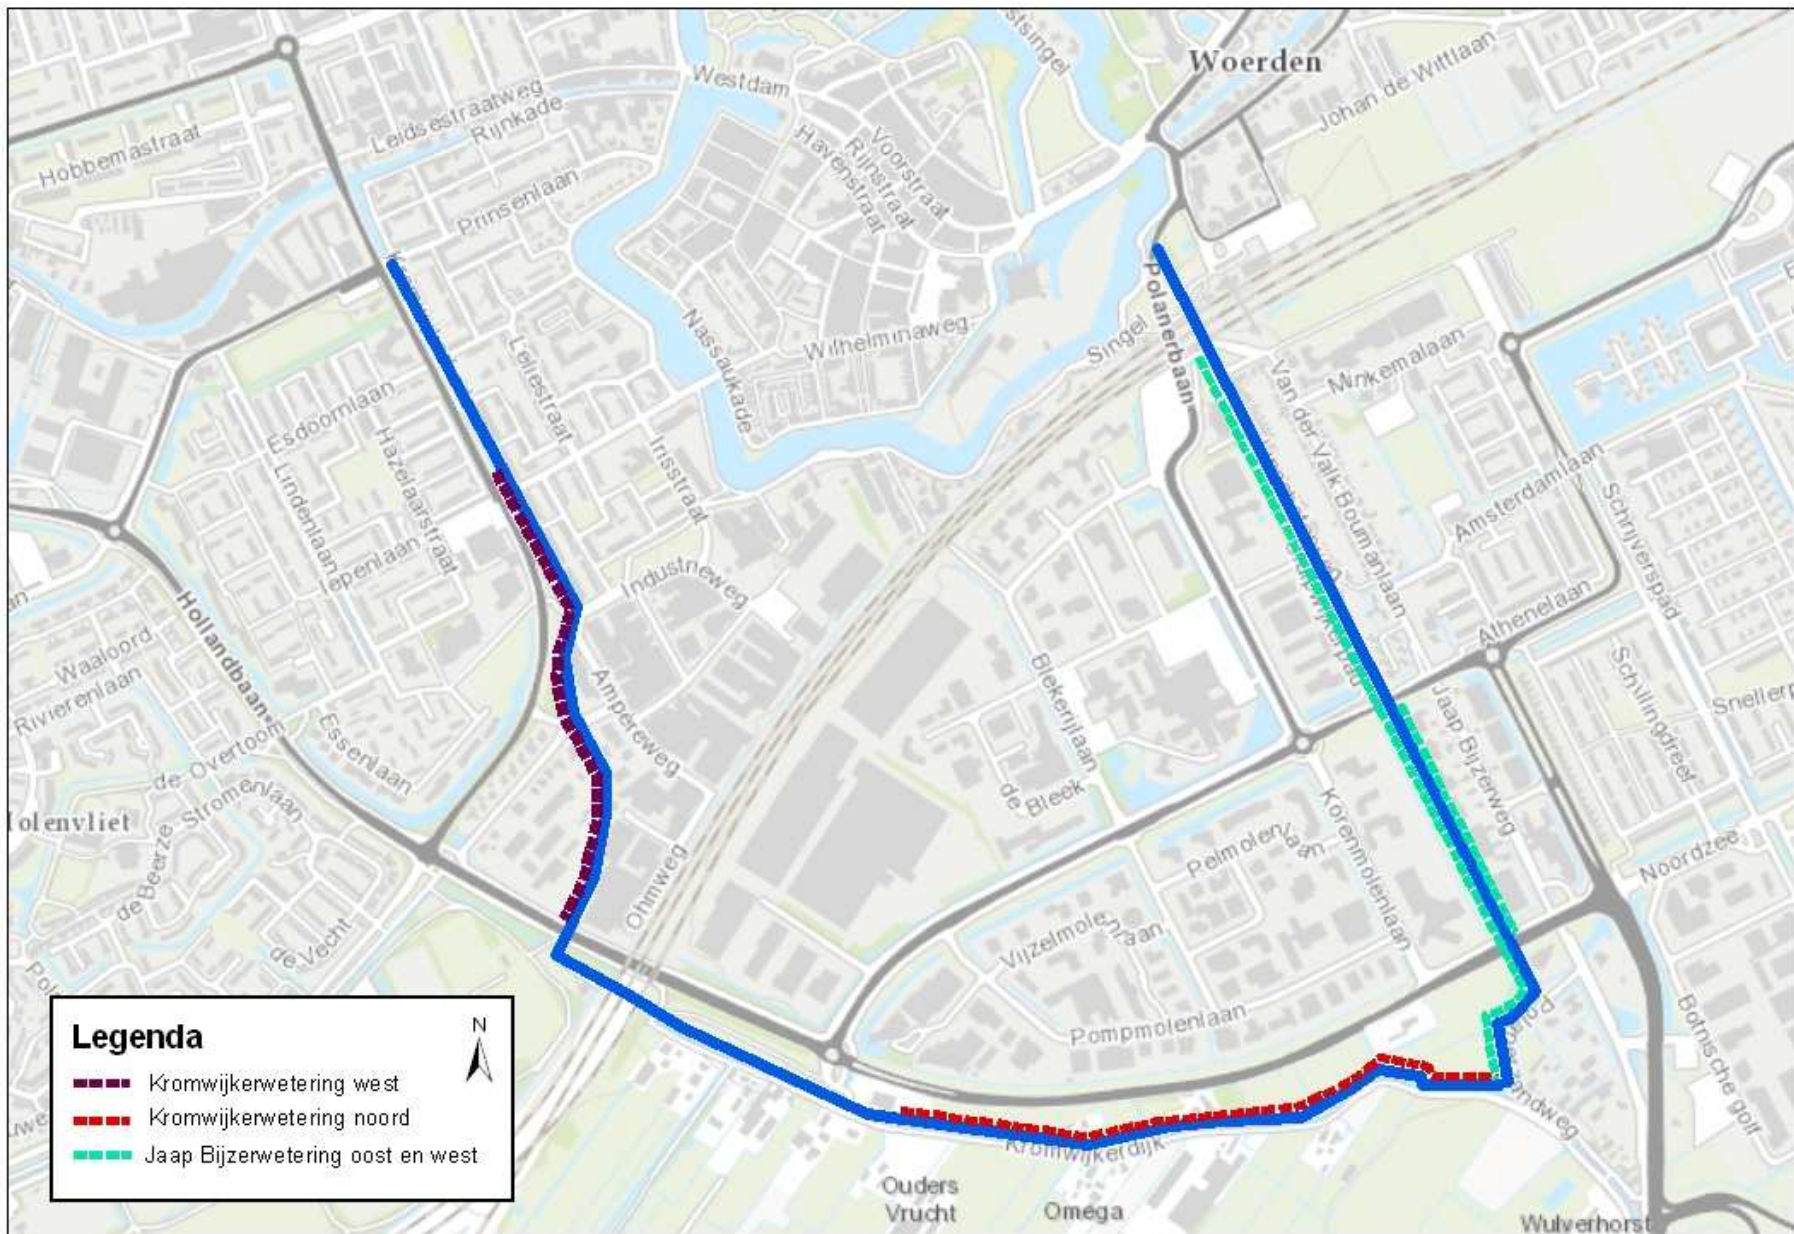 Woerden
Westdam
Leidsestraatweg
Rijnkade
Johan de Wittlaan
Hobbemastraat
Voorstraat
Rijnstraat
Havenstraat
Prinsenlaan
Polanerbaan
Singel
Nassaukade
Wilhelminaweg
Leliestraat
Minkemalaan
Van der Valk Boumanlaan
Esdoornlaan
Hazelaarstraat
Lindenlaan
Irisstraat
Iepenlaan
Industrieweg
Amsterdamlaan
Schrijverspad
Athenelaan
Hollandbaan
Waaloord
Rivierenlaan
Essenlaan
de Overtoom
Stromenlaan
de Beerze
de Vecht
Ampereweg
Blekerijlaan
de Bleek
Jaap Bijzerweg
Schillingdreef
Snellerp
Korenmolenlaan
Pelmolenlaan
Noordzee
olenvliet
Ohmweg
Vijzelmolenlaan
Pompmolenlaan
Botnische golf
Kromwijkerdijk
Ouders
Vrucht
Omega
Wulverhorst
Legenda
N
Kromwijkerwetering west
Kromwijkerwetering noord
Jaap Bijzerwetering oost en west